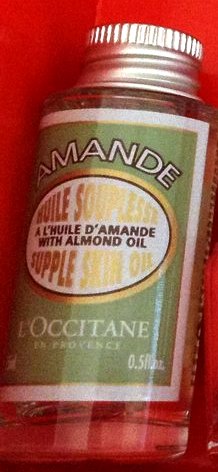 AMANDE
HUILE SOUPLESSE
A L'HUILE D'AMANDE
WITH ALMOND OIL
SUPPLE SKIN OIL
L'OCCITANE
EN PROVENCE
0.5fl.oz.